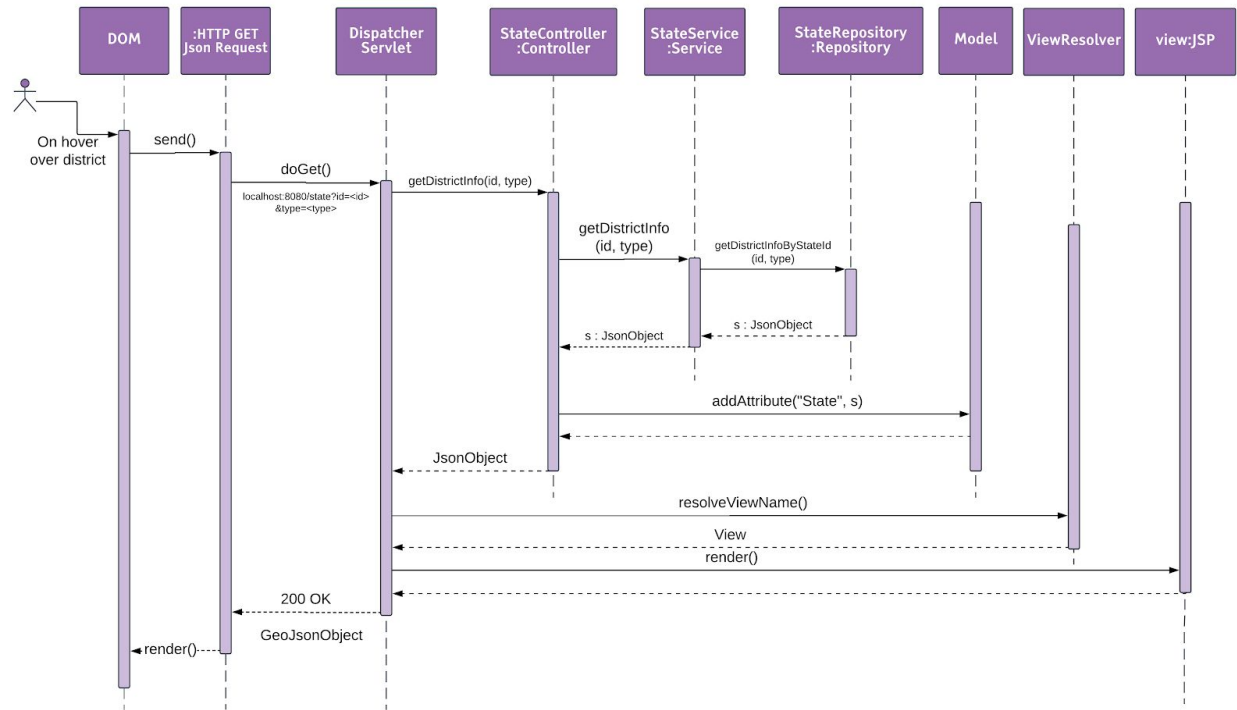 DOM
:HTTP GET
Json Request
Dispatcher
Servlet
StateController
:Controller
StateService
:Service
StateRepository
:Repository
Model
ViewResolver
view:JSP
On hover
over district
send()
doGet()
localhost:8080/state?id=<id>
&type=<type>
getDistrictInfo(id, type)
getDistrictInfo
(id, type)
getDistrictInfoByStateId
(id, type)
s : JsonObject
s : JsonObject
addAttribute("State", s)
JsonObject
resolveViewName()
View
render()
200 OK
GeoJsonObject
render()